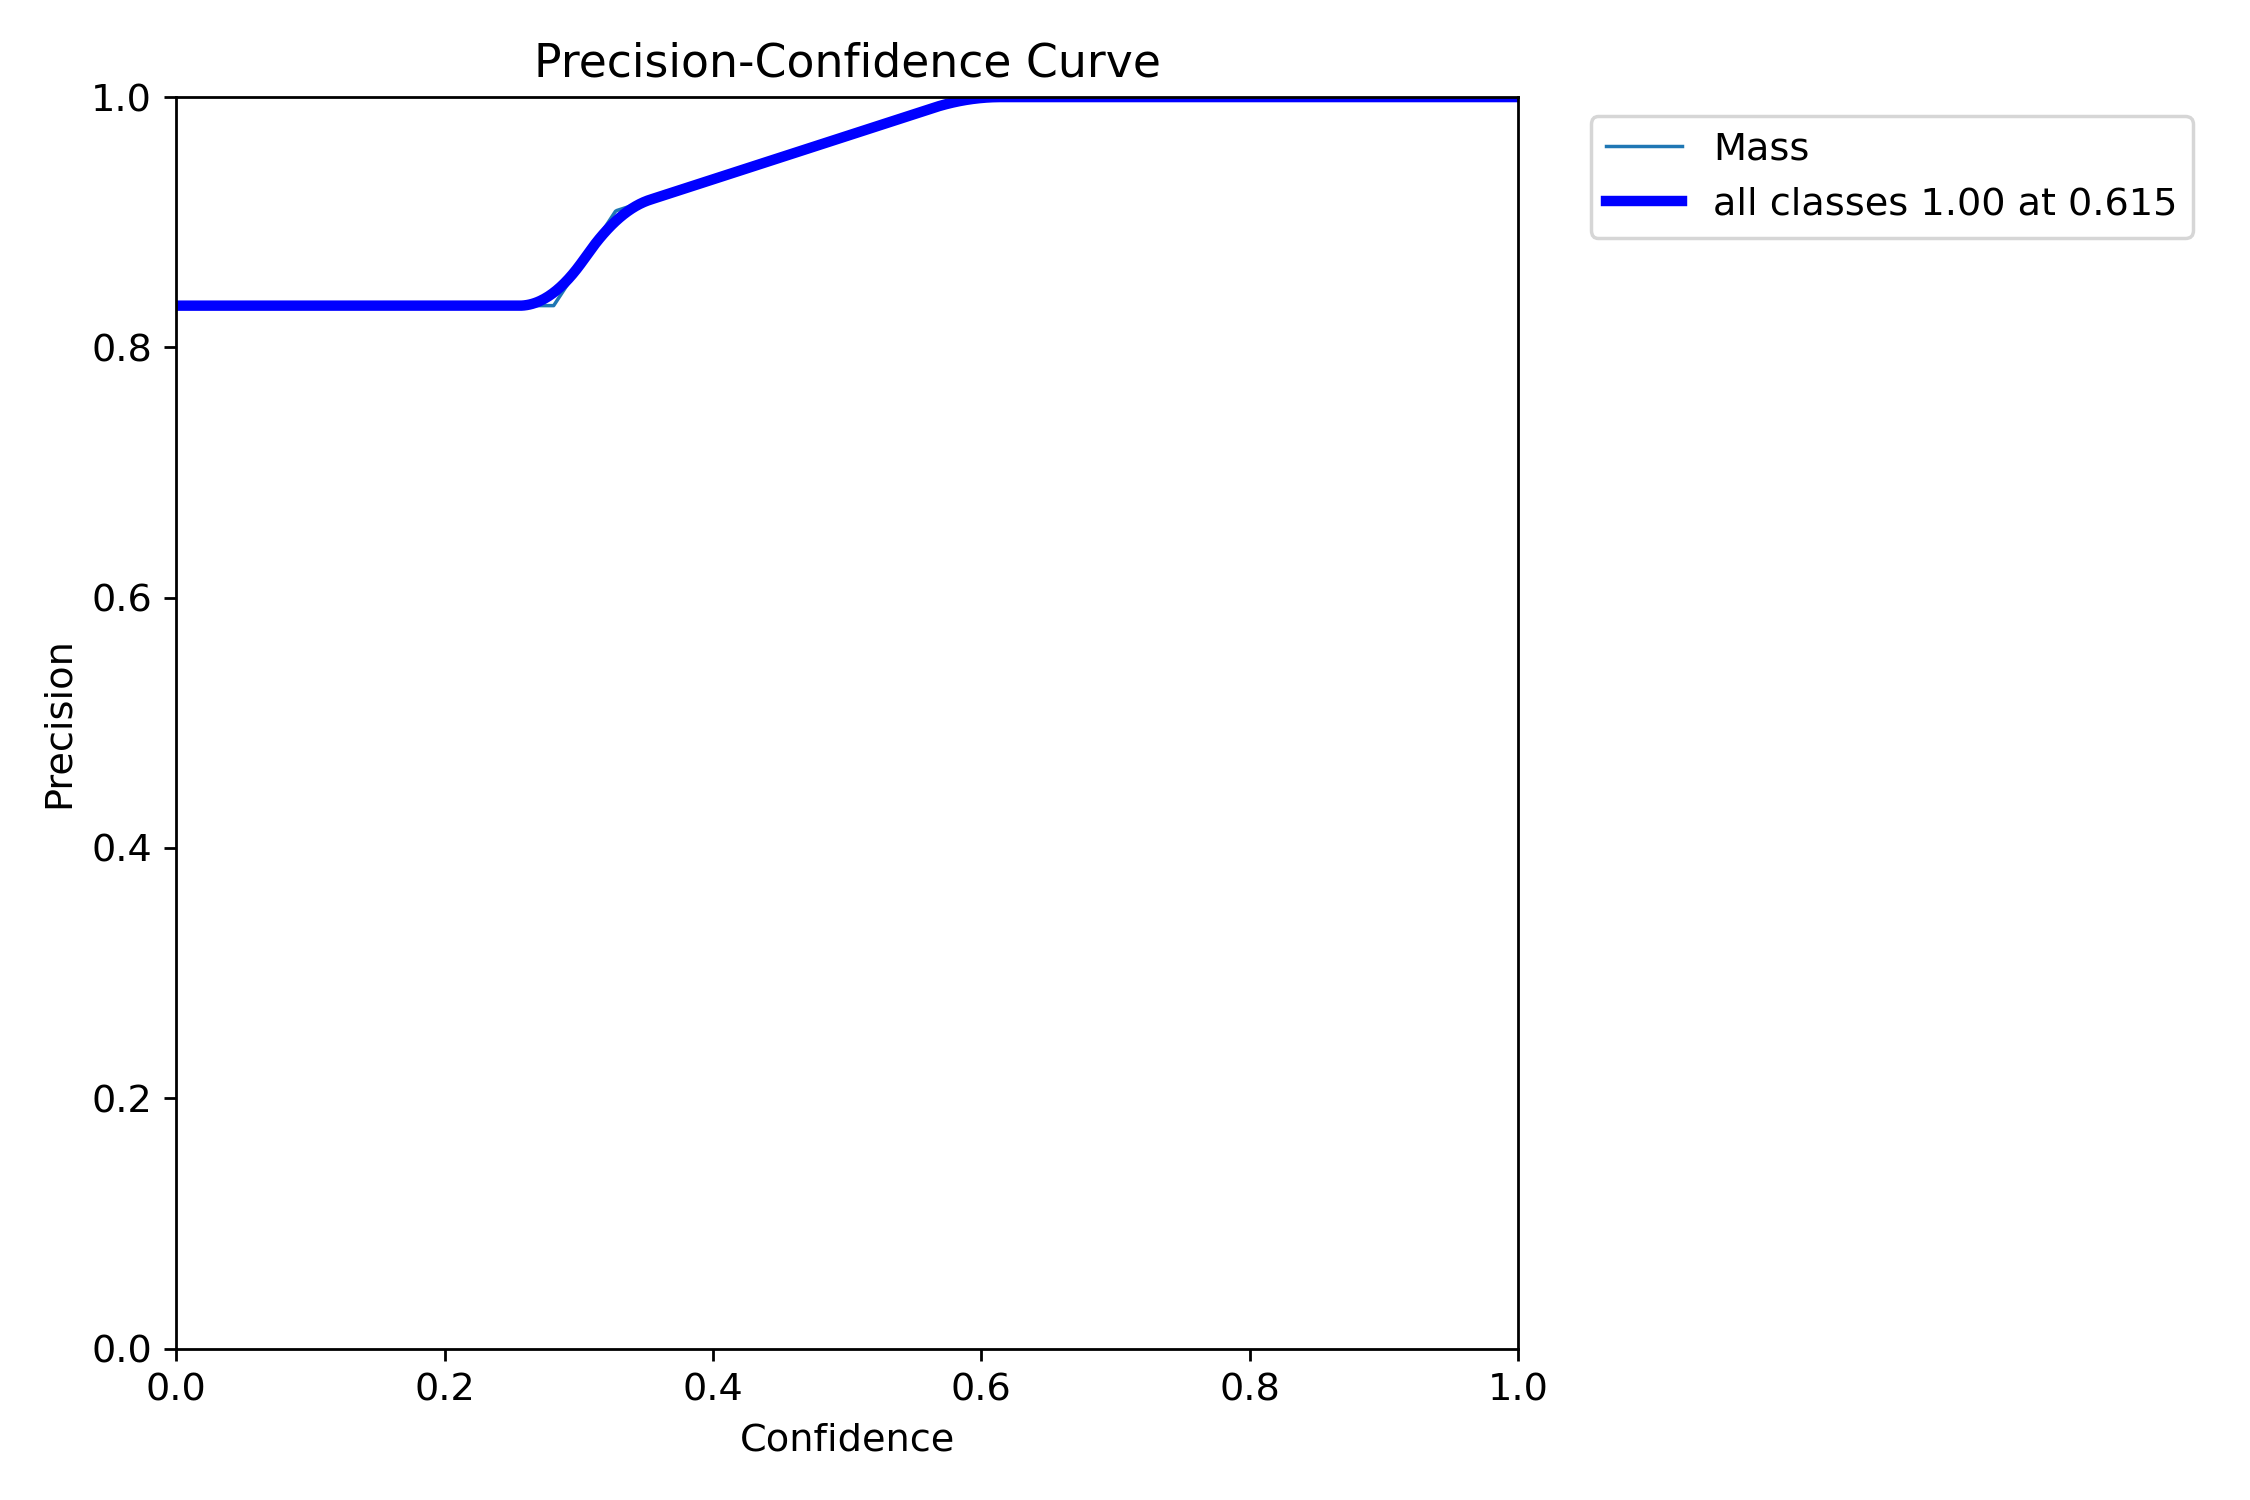 Precision-Confidence Curve
1.0
0.8
0.6
0.4
0.2
0.0
Precision
0.0 0.2 0.4 0.6 0.8 1.0
Confidence
Mass
all classes 1.00 at 0.615